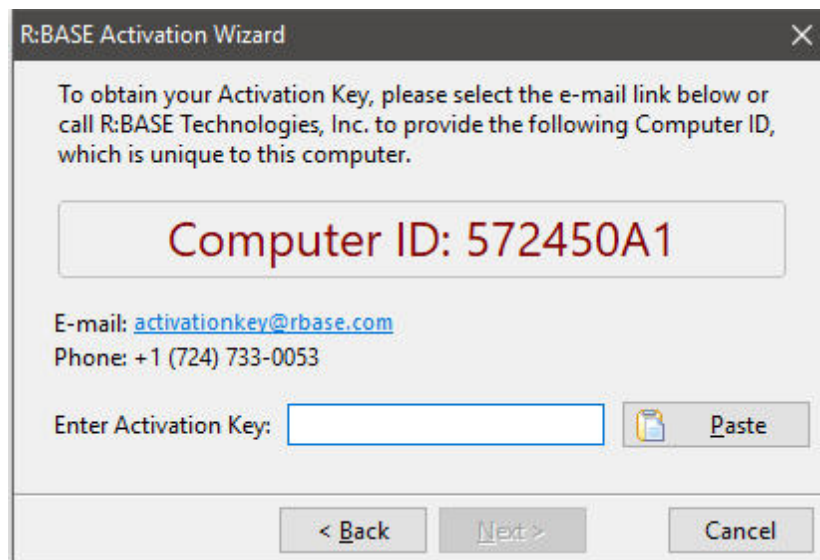 R:BASE Activation Wizard
To obtain your Activation Key, please select the e-mail link below or
call R:BASE Technologies, Inc. to provide the following Computer ID,
which is unique to this computer.
Computer ID: 572450A1
E-mail: activationkey@rbase.com
Phone: +1 (724) 733-0053
Enter Activation Key: Paste
< Back Next > Cancel